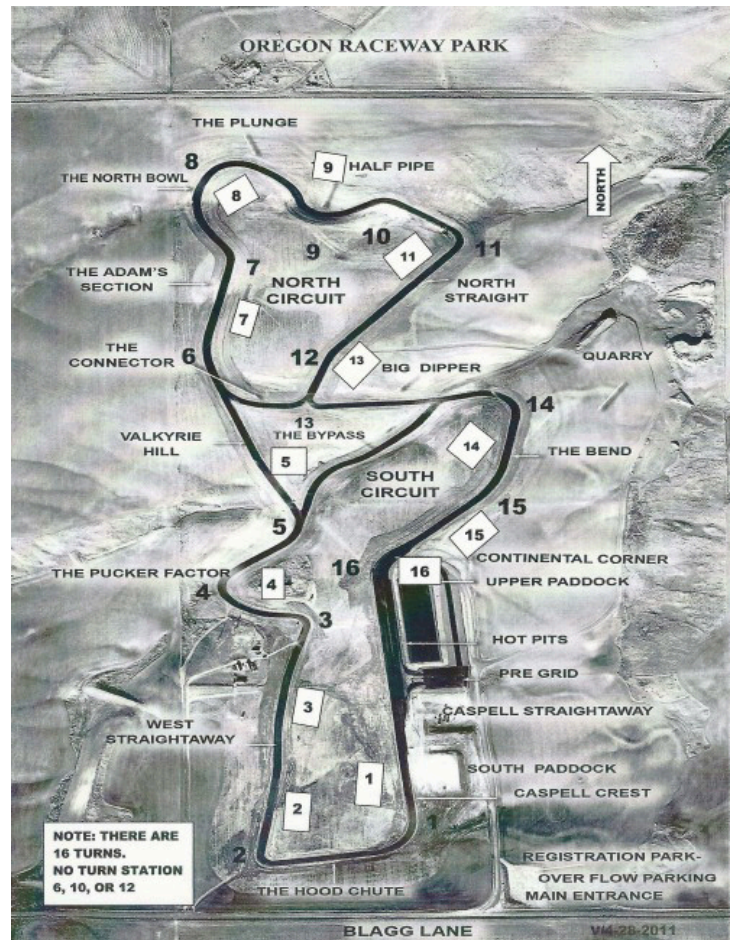 OREGON RACEWAY PARK
THE PLUNGE
8
9
HALF PIPE
THE NORTH BOWL
8
NORTH
10
9
11
11
7
THE ADAM'S
SECTION
NORTH
CIRCUIT
NORTH
STRAIGHT
7
THE
CONNECTOR
6
12
13
BIG DIPPER
QUARRY
14
13
THE BYPASS
VALKYRIE
HILL
5
14
THE BEND
SOUTH
CIRCUIT
15
5
15
CONTINENTAL CORNER
16
16
THE PUCKER FACTOR
4
UPPER PADDOCK
4
3
HOT PITS
PRE GRID
3
CASPELL STRAIGHTAWAY
WEST
STRAIGHTAWAY
1
SOUTH PADDOCK
2
CASPELL CREST
1
NOTE: THERE ARE
16 TURNS.
NO TURN STATION
6, 10, OR 12
2
REGISTRATION PARK-
OVER FLOW PARKING
MAIN ENTRANCE
THE HOOD CHUTE
BLAGG LANE
V/4-28-2011